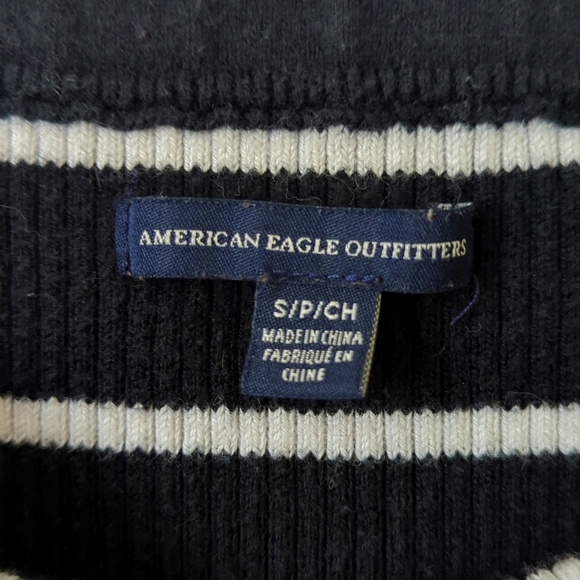 AMERICAN EAGLE OUTFITTERS
S/P/CH
MADE IN CHINA
FABRIQUÉ EN
CHINE